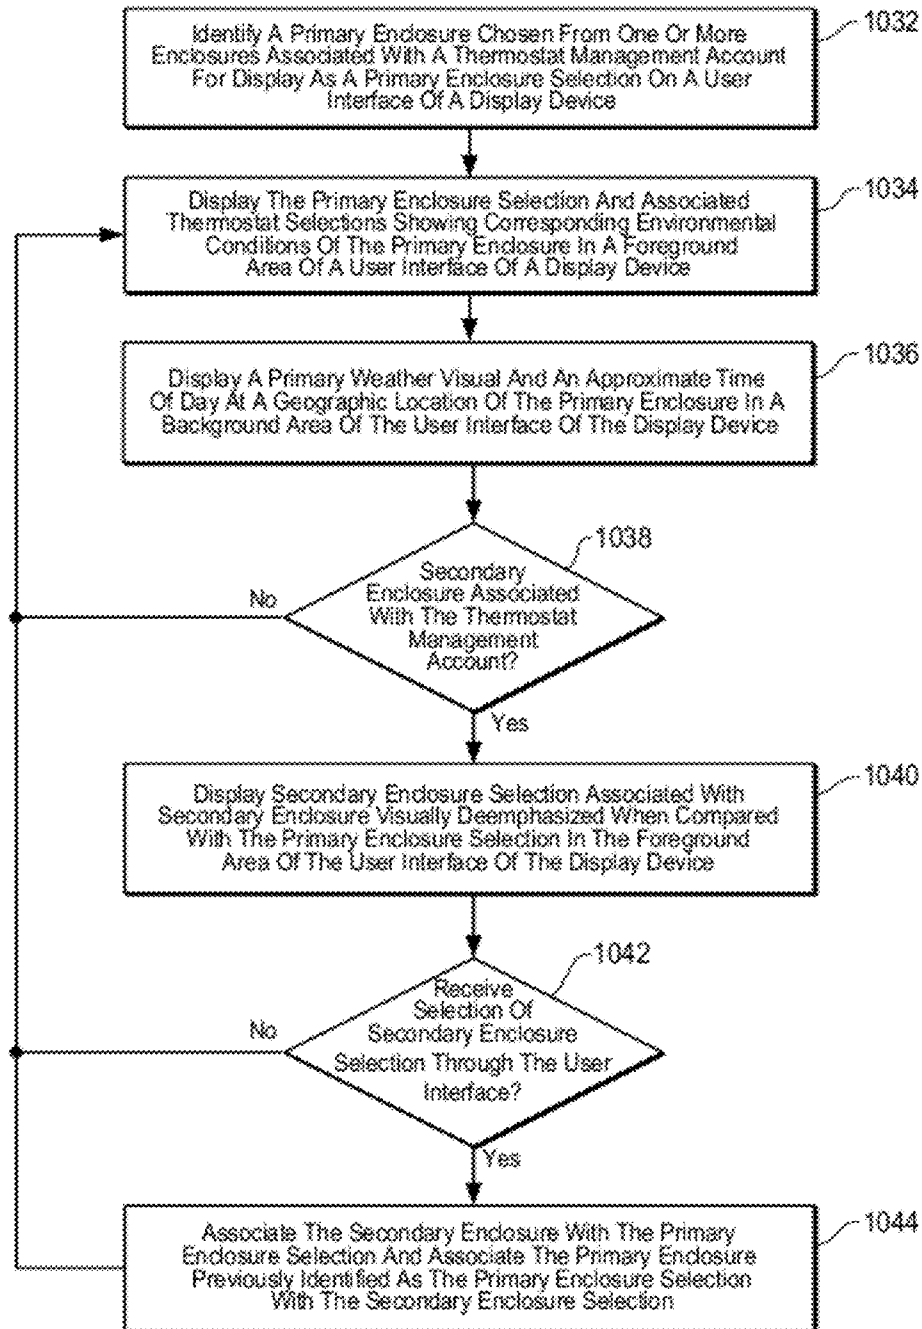 Identify A Primary Enclosure Chosen From One Or More
Enclosures Associated With A Thermostat Management Account
For Display As A Primary Enclosure Selection On A User
Interface Of A Display Device
1032
Display The Primary Enclosure Selection And Associated
Thermostat Selections Showing Corresponding Environmental
Conditions Of The Primary Enclosure In A Foreground
Area Of A User Interface Of A Display Device
1034
Display A Primary Weather Visual And An Approximate Time
Of Day At A Geographic Location Of The Primary Enclosure In A
Background Area Of The User Interface Of The Display Device
1036
Secondary
Enclosure Associated
With The Thermostat
Management
Account?
1038
No
Yes
Display Secondary Enclosure Selection Associated With
Secondary Enclosure Visually Deemphasized When Compared
With The Primary Enclosure Selection In The Foreground
Area Of The User Interface Of The Display Device
1040
Receive
Selection Of
Secondary Enclosure
Selection Through The User
Interface?
1042
No
Yes
Associate The Secondary Enclosure With The Primary
Enclosure Selection And Associate The Primary Enclosure
Previously Identified As The Primary Enclosure Selection
With The Secondary Enclosure Selection
1044